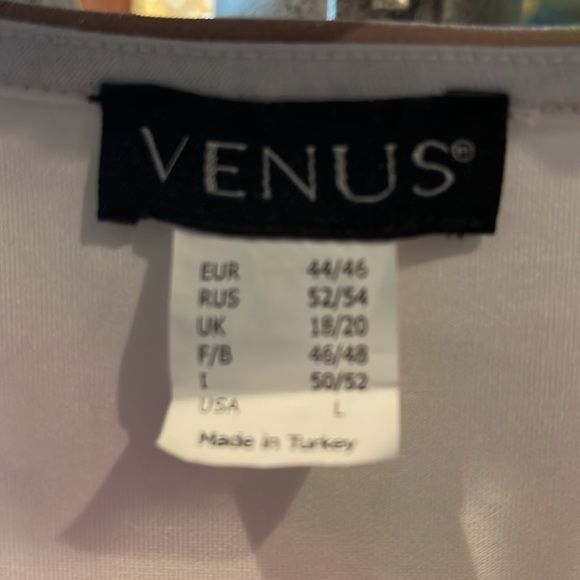 VENUS®
EUR 44/46
RUS 52/54
UK 18/20
F/B 46/48
I 50/52
USA L
Made in Turkey